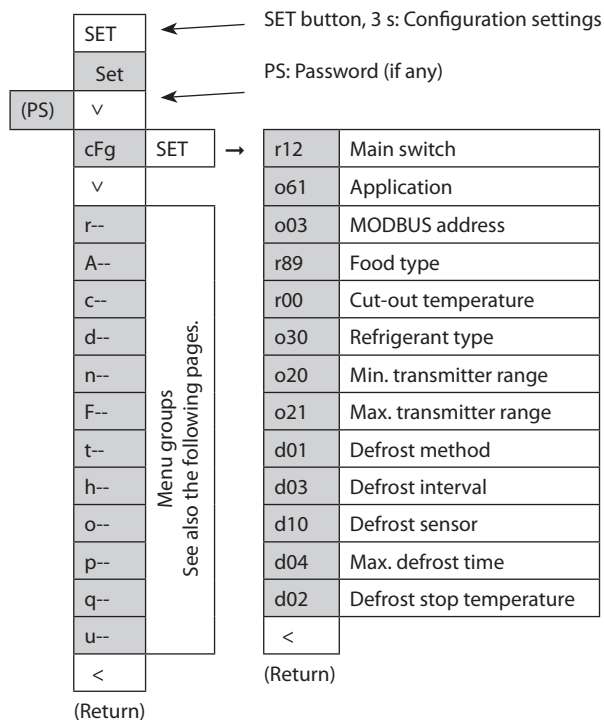 SET
SET button, 3 s: Configuration settings
Set
PS: Password (if any)
(PS) ˅
cFg SET → r12 Main switch
˅ o61 Application
r-- o03 MODBUS address
A-- r89 Food type
c-- r00 Cut-out temperature
d-- o30 Refrigerant type
n-- o20 Min. transmitter range
F-- o21 Max. transmitter range
t-- d01 Defrost method
h-- d03 Defrost interval
o-- d10 Defrost sensor
p-- d04 Max. defrost time
q-- d02 Defrost stop temperature
u-- <
Menu groups
See also the following pages.
< (Return)
(Return)